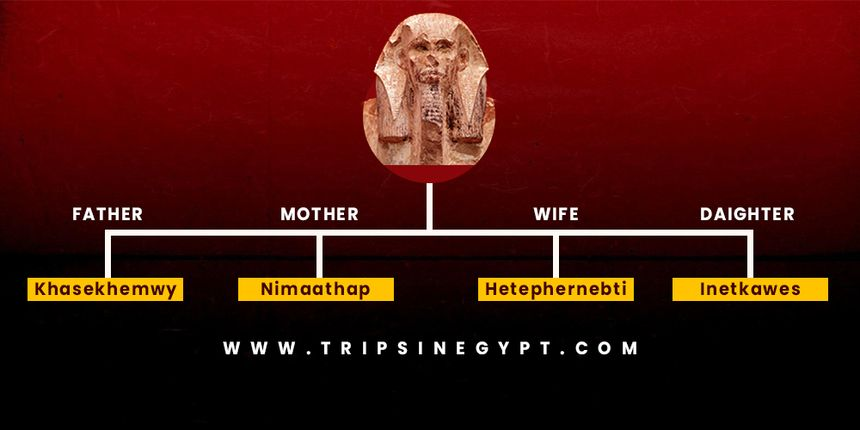 FATHER MOTHER WIFE DAIGHTER
Khasekhemwy Nimaathap Hetephernebti Inetkawes
WWW.TRIPSINEGYPT.COM